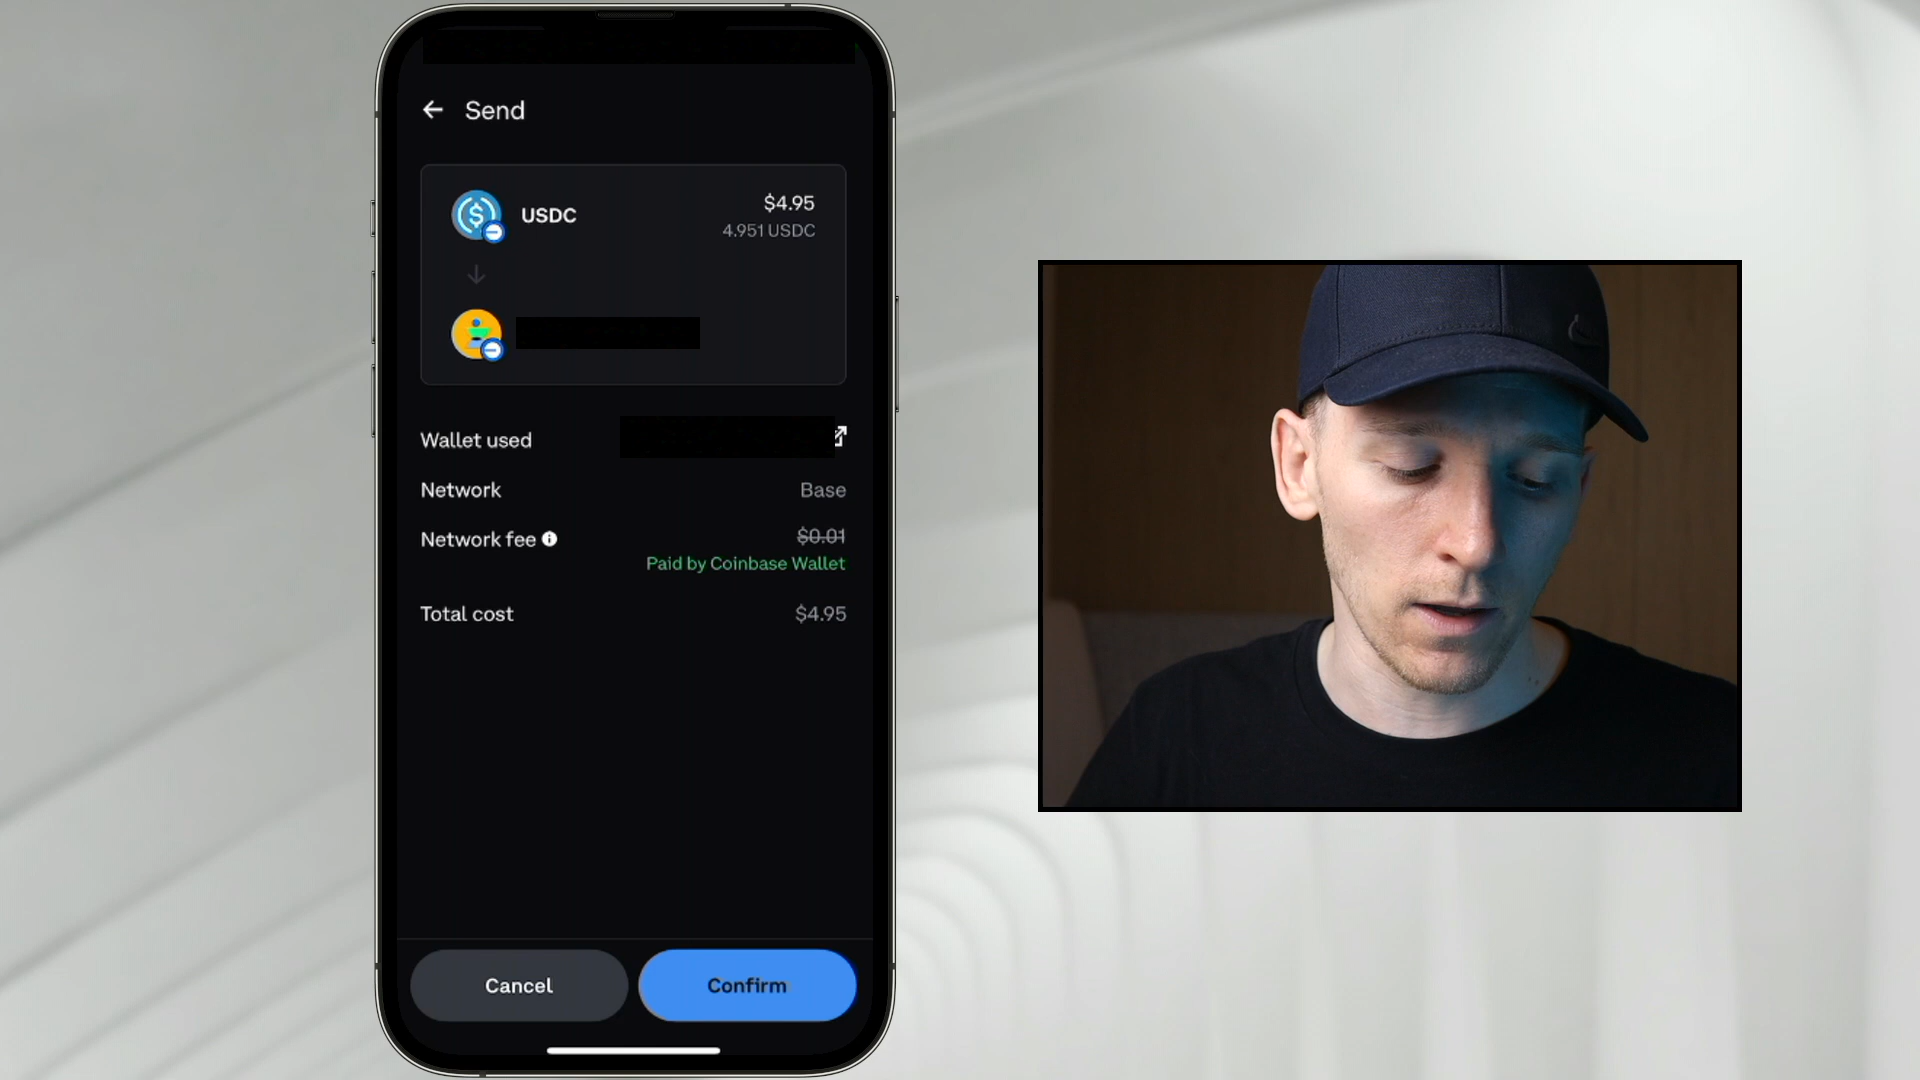 Send
USDC
$4.95
4.951 USDC
Wallet used
Network
Base
Network fee
$0.01
Paid by Coinbase Wallet
Total cost
$4.95
Cancel
Confirm